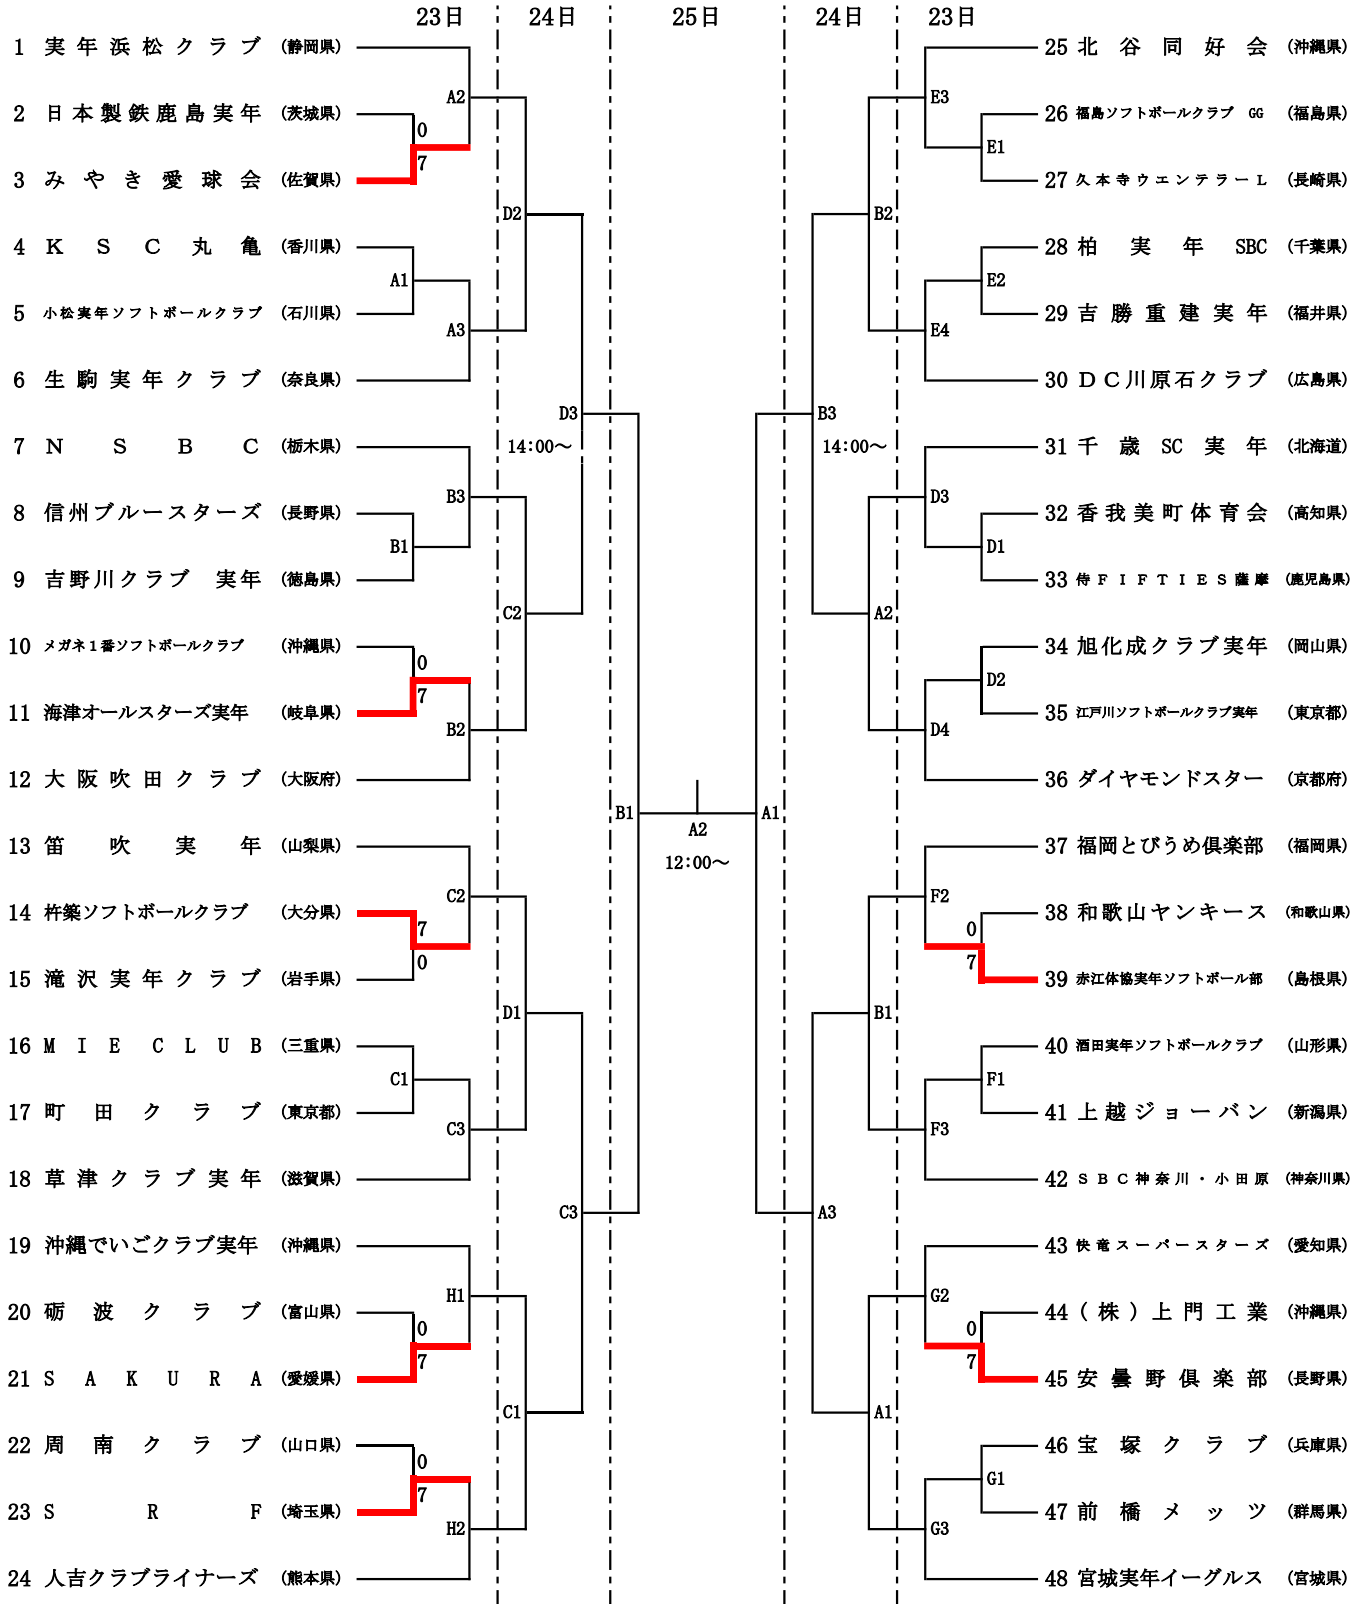 23日 24日 25日 24日 23日
1 実年浜松クラブ (静岡県)
2 日本製鉄鹿島実年 (茨城県)
3 みやき愛球会 (佐賀県)
4 KSC丸亀 (香川県)
5 小松実年ソフトボールクラブ (石川県)
6 生駒実年クラブ (奈良県)
7 NSBC (栃木県)
8 信州ブルースターズ (長野県)
9 吉野川クラブ 実年 (徳島県)
10 メガネ1番ソフトボールクラブ (沖縄県)
11 海津オールスターズ実年 (岐阜県)
12 大阪吹田クラブ (大阪府)
13 笛吹実年 (山梨県)
14 杵築ソフトボールクラブ (大分県)
15 滝沢実年クラブ (岩手県)
16 MIE CLUB (三重県)
17 町田クラブ (東京都)
18 草津クラブ実年 (滋賀県)
19 沖縄でいごクラブ実年 (沖縄県)
20 砺波クラブ (富山県)
21 SAKURA (愛媛県)
22 周南クラブ (山口県)
23 SRF (埼玉県)
24 人吉クラブライナーズ (熊本県)
A2
0
7
A1
A3
B3
B1
0
7
B2
C2
7
0
C1
C3
H1
0
7
0
7
H2
D2
C2
D1
C1
D3
14:00～
C3
B1
A2
12:00～
A1
B3
14:00～
A3
B2
A2
B1
A1
E3
E1
E2
E4
D3
D1
D2
D4
F2
0
7
F1
F3
G2
0
7
G1
G3
25 北谷同好会 (沖縄県)
26 福島ソフトボールクラブ GG (福島県)
27 久本寺ウエンテラーL (長崎県)
28 柏実年SBC (千葉県)
29 吉勝重建実年 (福井県)
30 DC川原石クラブ (広島県)
31 千歳SC実年 (北海道)
32 香我美町体育会 (高知県)
33 侍FIFTIES薩摩 (鹿児島県)
34 旭化成クラブ実年 (岡山県)
35 江戸川ソフトボールクラブ実年 (東京都)
36 ダイヤモンドスター (京都府)
37 福岡とびうめ倶楽部 (福岡県)
38 和歌山ヤンキース (和歌山県)
39 赤江体協実年ソフトボール部 (島根県)
40 酒田実年ソフトボールクラブ (山形県)
41 上越ジョーバン (新潟県)
42 SBC神奈川・小田原 (神奈川県)
43 快竜スーパースターズ (愛知県)
44 (株)上門工業 (沖縄県)
45 安曇野倶楽部 (長野県)
46 宝塚クラブ (兵庫県)
47 前橋メッツ (群馬県)
48 宮城実年イーグルス (宮城県)